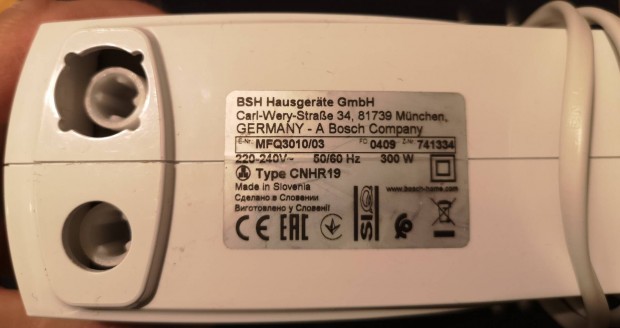 BSH Hausgeräte GmbH
Carl-Wery-Straße 34, 81739 München,
GERMANY - A Bosch Company
E-Nr. MFQ3010/03 FD 0409 Z-Nr. 741334
220-240V~ 50/60 Hz 300 W
Type CNHR19
Made in Slovenia www.bosch-home.com
Сделано в Словении
Виготовлено у Словенії
CE EAC SIQ